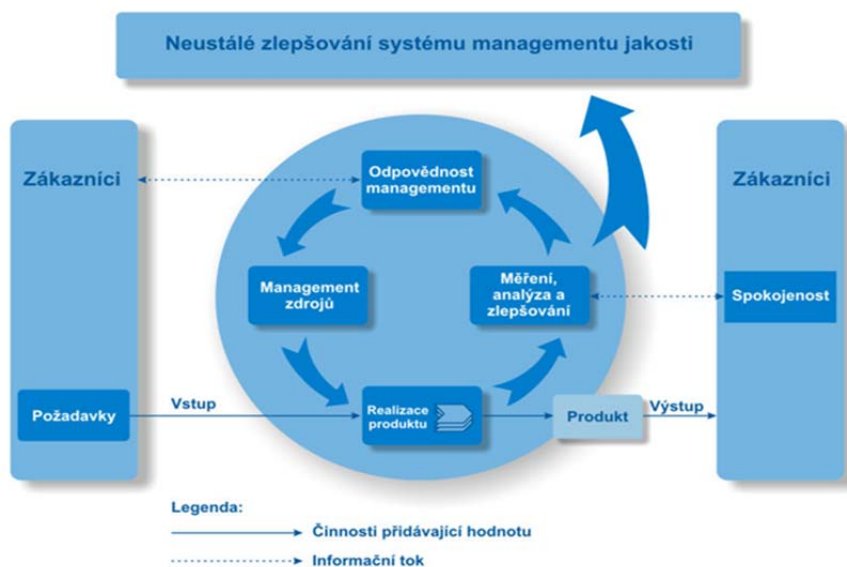 Neustálé zlepšování systému managementu jakosti
Zákazníci
Odpovědnost
managementu
Zákazníci
Management
zdrojů
Měření,
analýza a
zlepšování
Spokojenost
Požadavky
Vstup
Realizace
produktu
Produkt
Výstup
Legenda:
Činnosti přidávající hodnotu
Informační tok